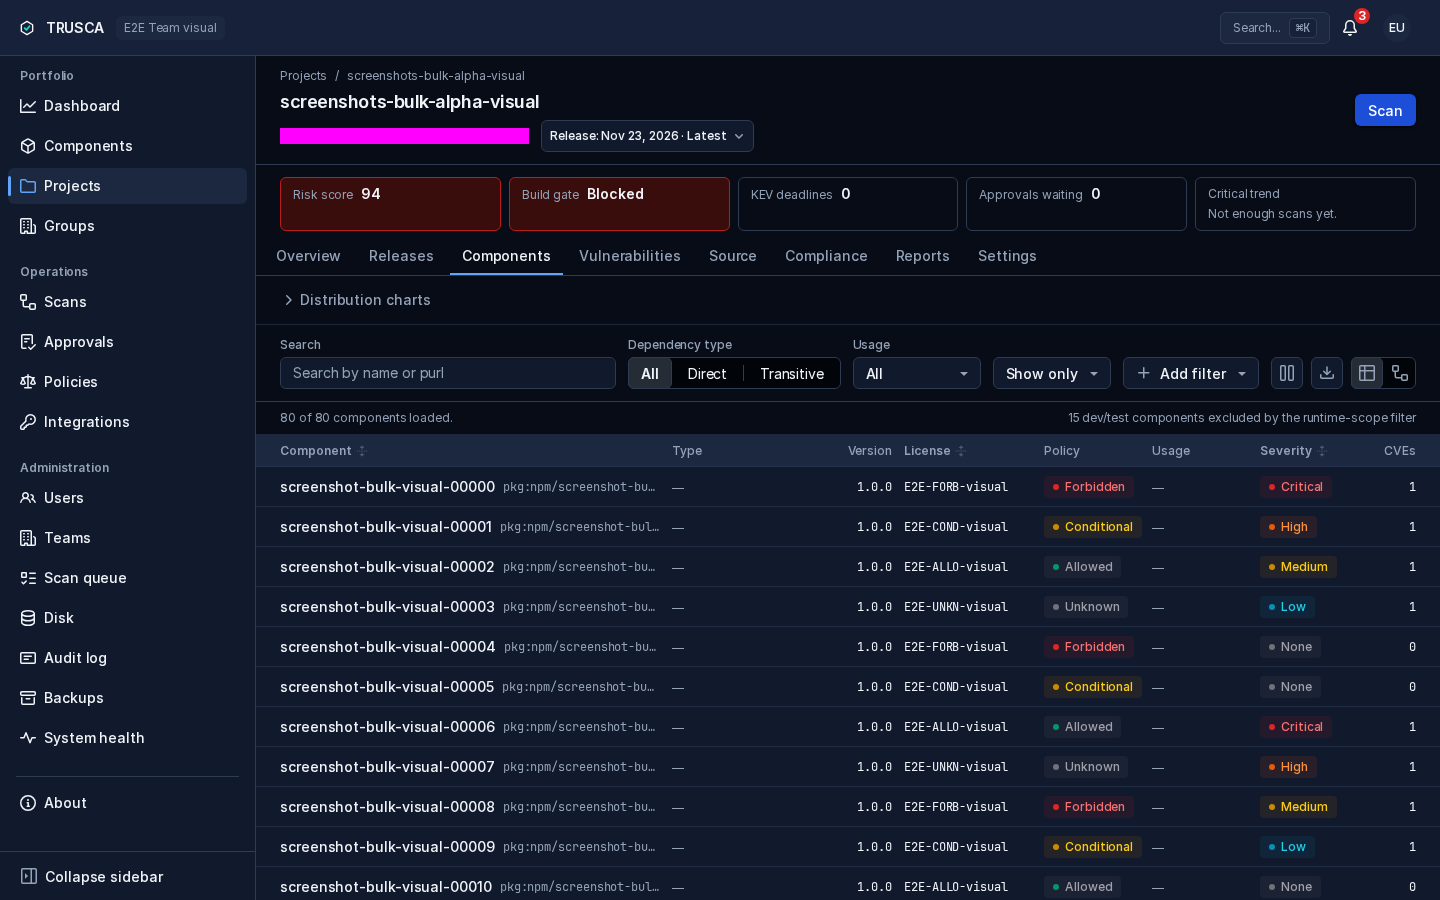 TRUSCA E2E Team visual Search... ⌘K 3 EU
Portfolio
Dashboard
Components
Projects
Groups
Operations
Scans
Approvals
Policies
Integrations
Administration
Users
Teams
Scan queue
Disk
Audit log
Backups
System health
About
Collapse sidebar
Projects / screenshots-bulk-alpha-visual
screenshots-bulk-alpha-visual
Release: Nov 23, 2026 · Latest
Scan
Risk score 94
Build gate Blocked
KEV deadlines 0
Approvals waiting 0
Critical trend
Not enough scans yet.
Overview Releases Components Vulnerabilities Source Compliance Reports Settings
Distribution charts
Search Dependency type Usage
Search by name or purl All Direct Transitive All Show only Add filter
80 of 80 components loaded. 15 dev/test components excluded by the runtime-scope filter
Component Type Version License Policy Usage Severity CVEs
screenshot-bulk-visual-00000 pkg:npm/screenshot-bu… — 1.0.0 E2E-FORB-visual Forbidden — Critical 1
screenshot-bulk-visual-00001 pkg:npm/screenshot-bul… — 1.0.0 E2E-COND-visual Conditional — High 1
screenshot-bulk-visual-00002 pkg:npm/screenshot-bu… — 1.0.0 E2E-ALLO-visual Allowed — Medium 1
screenshot-bulk-visual-00003 pkg:npm/screenshot-bu… — 1.0.0 E2E-UNKN-visual Unknown — Low 1
screenshot-bulk-visual-00004 pkg:npm/screenshot-bu… — 1.0.0 E2E-FORB-visual Forbidden — None 0
screenshot-bulk-visual-00005 pkg:npm/screenshot-bu… — 1.0.0 E2E-COND-visual Conditional — None 0
screenshot-bulk-visual-00006 pkg:npm/screenshot-bu… — 1.0.0 E2E-ALLO-visual Allowed — Critical 1
screenshot-bulk-visual-00007 pkg:npm/screenshot-bu… — 1.0.0 E2E-UNKN-visual Unknown — High 1
screenshot-bulk-visual-00008 pkg:npm/screenshot-bu… — 1.0.0 E2E-FORB-visual Forbidden — Medium 1
screenshot-bulk-visual-00009 pkg:npm/screenshot-bu… — 1.0.0 E2E-COND-visual Conditional — Low 1
screenshot-bulk-visual-00010 pkg:npm/screenshot-bul… — 1.0.0 E2E-ALLO-visual Allowed — None 0